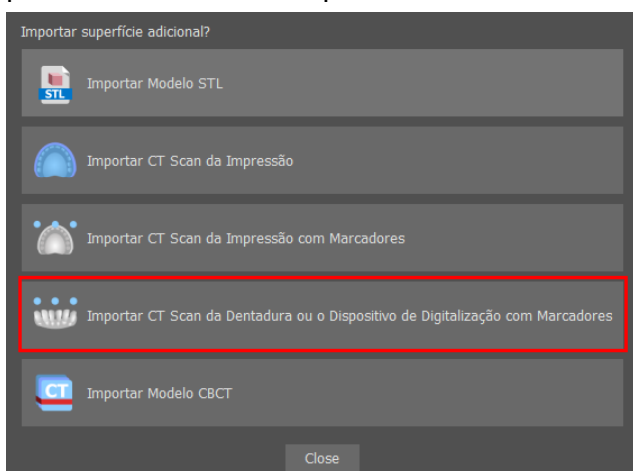 Importar superfície adicional?
STL
Importar Modelo STL
Importar CT Scan da Impressão
Importar CT Scan da Impressão com Marcadores
Importar CT Scan da Dentadura ou o Dispositivo de Digitalização com Marcadores
CT
Importar Modelo CBCT
Close